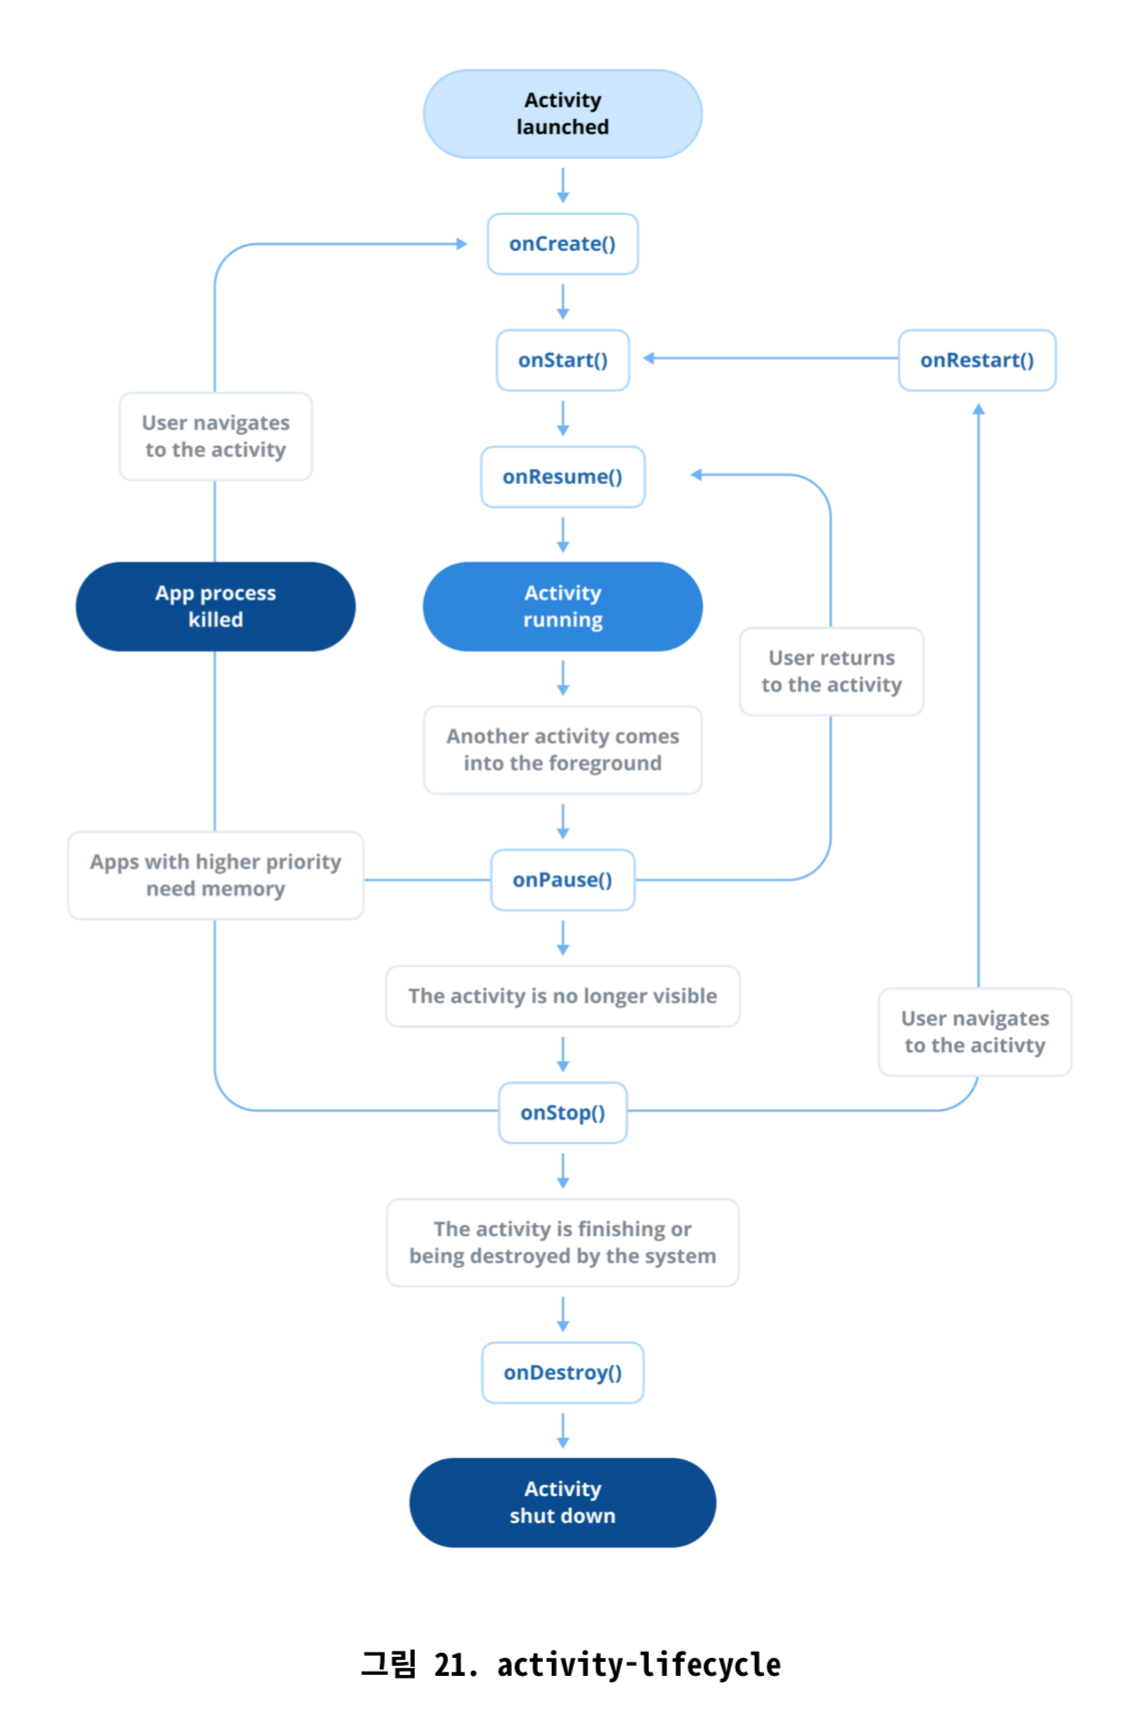 Activity
launched
onCreate()
onStart()
onRestart()
User navigates
to the activity
onResume()
App process
killed
Activity
running
User returns
to the activity
Another activity comes
into the foreground
Apps with higher priority
need memory
onPause()
The activity is no longer visible
User navigates
to the acitivty
onStop()
The activity is finishing or
being destroyed by the system
onDestroy()
Activity
shut down
그림 21. activity-lifecycle